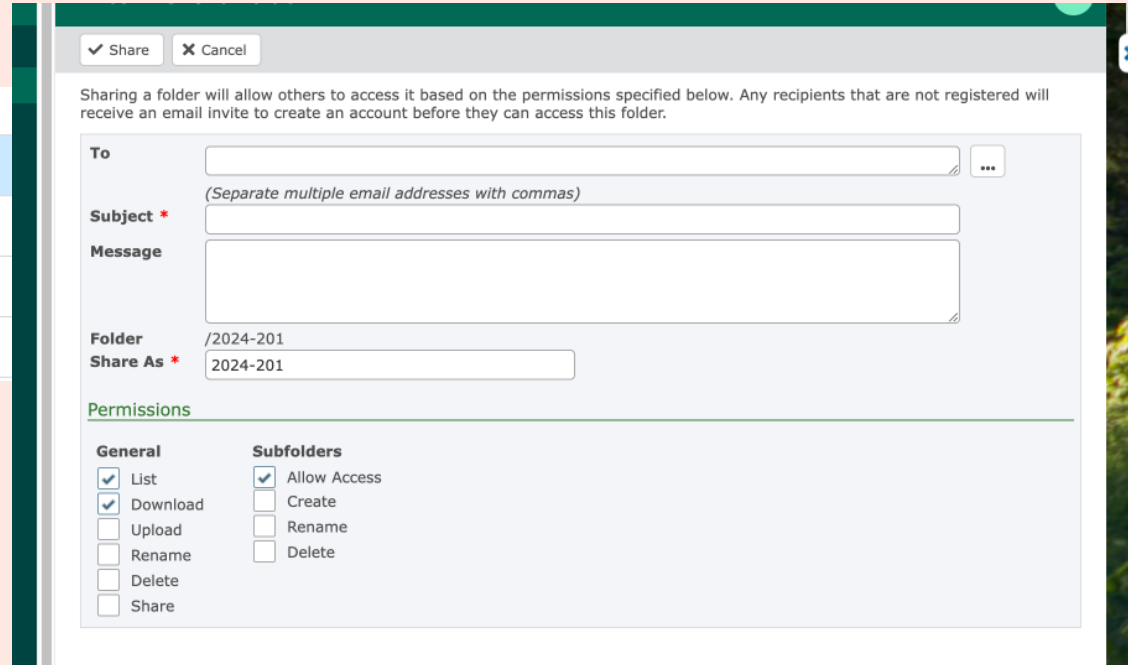 Share Cancel
Sharing a folder will allow others to access it based on the permissions specified below. Any recipients that are not registered will
receive an email invite to create an account before they can access this folder.
To
...
(Separate multiple email addresses with commas)
Subject *
Message
Folder /2024-201
Share As * 2024-201
Permissions
General Subfolders
List Allow Access
Download Create
Upload Rename
Rename Delete
Delete
Share